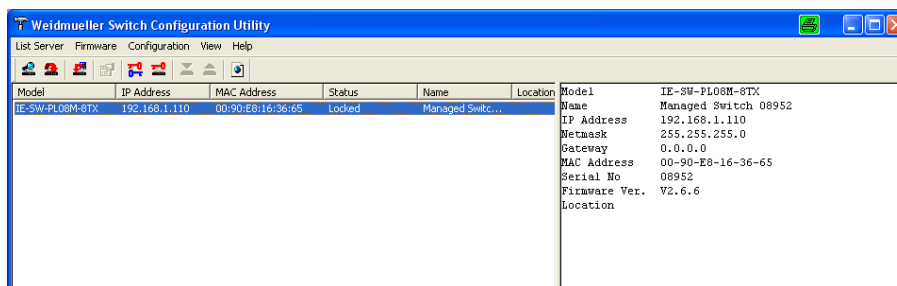 Weidmueller Switch Configuration Utility
List Server Firmware Configuration View Help
Model IP Address MAC Address Status Name Location
IE-SW-PL08M-8TX 192.168.1.110 00:90:E8:16:36:65 Locked Managed Switc...
Model IE-SW-PL08M-8TX
Name Managed Switch 08952
IP Address 192.168.1.110
Netmask 255.255.255.0
Gateway 0.0.0.0
MAC Address 00-90-E8-16-36-65
Serial No 08952
Firmware Ver. V2.6.6
Location